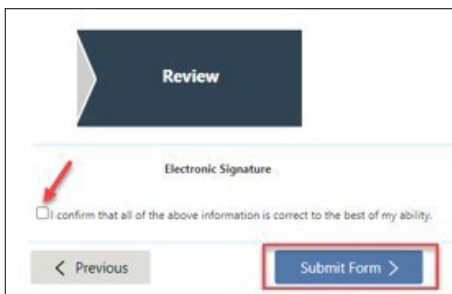 Review
Electronic Signature
I confirm that all of the above information is correct to the best of my ability.
Previous
Submit Form